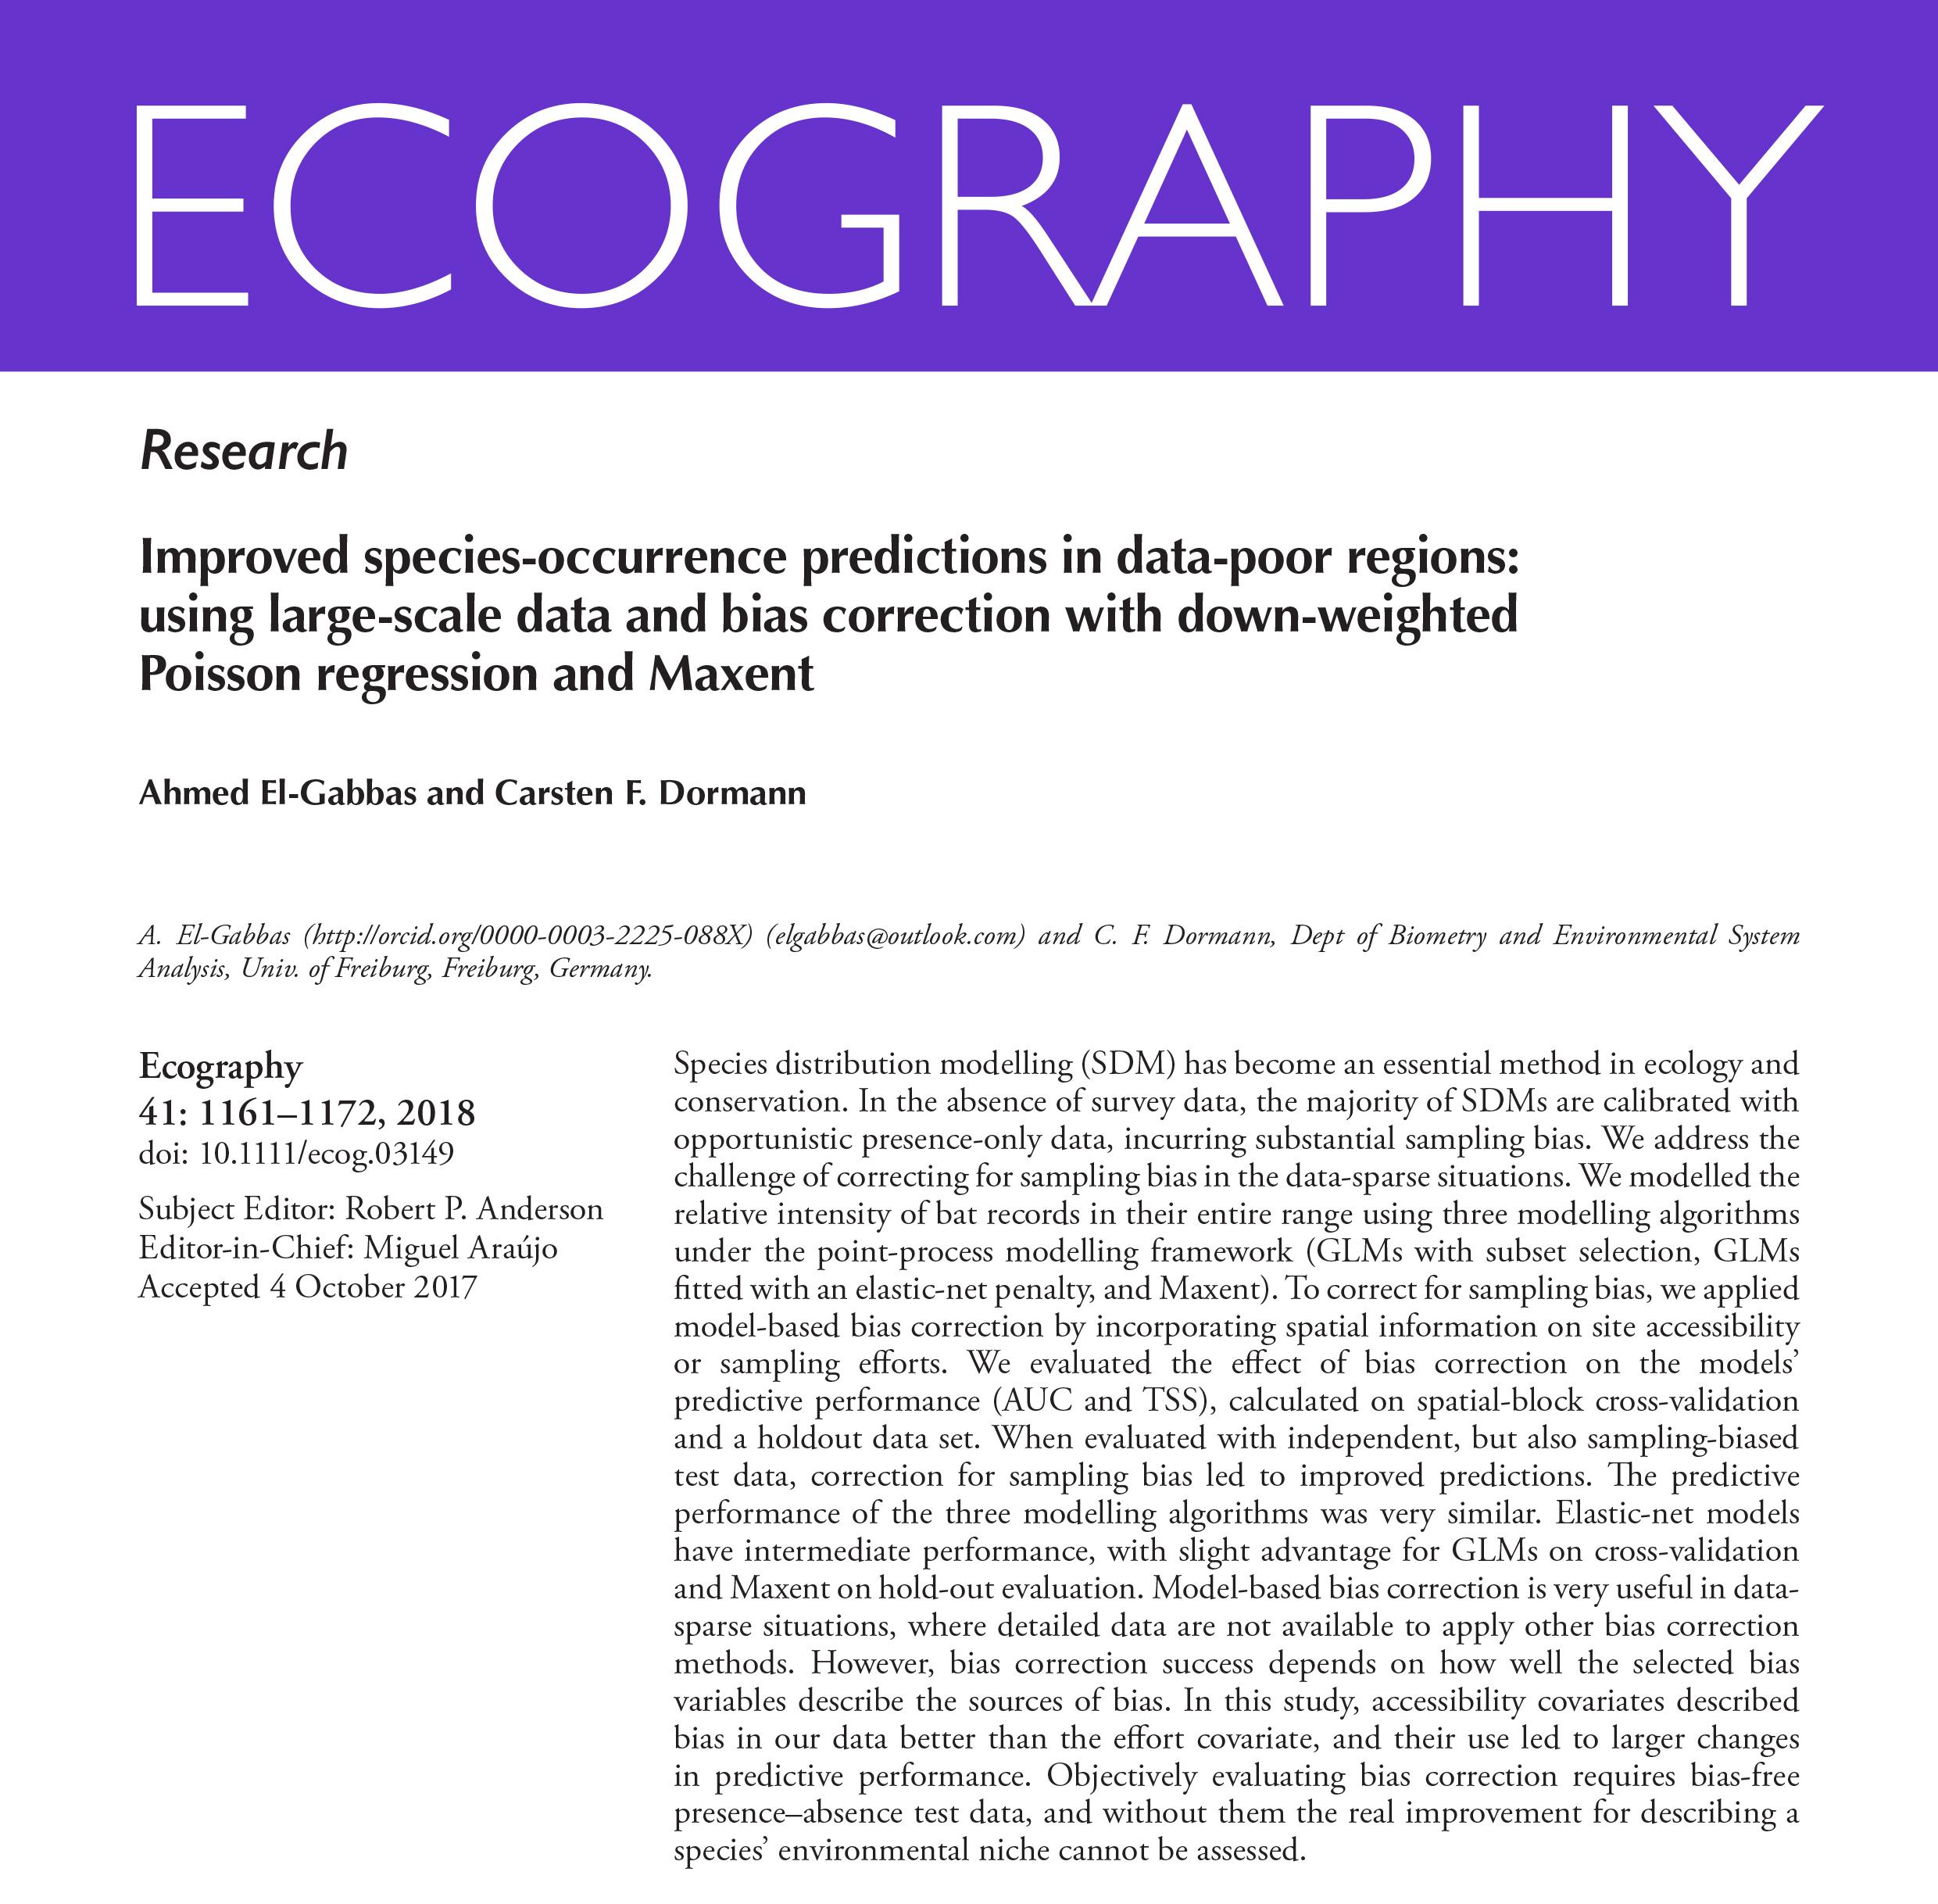 ECOGRAPHY
Research
Improved species-occurrence predictions in data-poor regions:
using large-scale data and bias correction with down-weighted
Poisson regression and Maxent
Ahmed El-Gabbas and Carsten F. Dormann
A. El-Gabbas (http://orcid.org/0000-0003-2225-088X) (elgabbas@outlook.com) and C. F. Dormann, Dept of Biometry and Environmental System
Analysis, Univ. of Freiburg, Freiburg, Germany.
Ecography
41: 1161–1172, 2018
doi: 10.1111/ecog.03149
Subject Editor: Robert P. Anderson
Editor-in-Chief: Miguel Araújo
Accepted 4 October 2017
Species distribution modelling (SDM) has become an essential method in ecology and
conservation. In the absence of survey data, the majority of SDMs are calibrated with
opportunistic presence-only data, incurring substantial sampling bias. We address the
challenge of correcting for sampling bias in the data-sparse situations. We modelled the
relative intensity of bat records in their entire range using three modelling algorithms
under the point-process modelling framework (GLMs with subset selection, GLMs
fitted with an elastic-net penalty, and Maxent). To correct for sampling bias, we applied
model-based bias correction by incorporating spatial information on site accessibility
or sampling efforts. We evaluated the effect of bias correction on the models’
predictive performance (AUC and TSS), calculated on spatial-block cross-validation
and a holdout data set. When evaluated with independent, but also sampling-biased
test data, correction for sampling bias led to improved predictions. The predictive
performance of the three modelling algorithms was very similar. Elastic-net models
have intermediate performance, with slight advantage for GLMs on cross-validation
and Maxent on hold-out evaluation. Model-based bias correction is very useful in data-
sparse situations, where detailed data are not available to apply other bias correction
methods. However, bias correction success depends on how well the selected bias
variables describe the sources of bias. In this study, accessibility covariates described
bias in our data better than the effort covariate, and their use led to larger changes
in predictive performance. Objectively evaluating bias correction requires bias-free
presence–absence test data, and without them the real improvement for describing a
species’ environmental niche cannot be assessed.